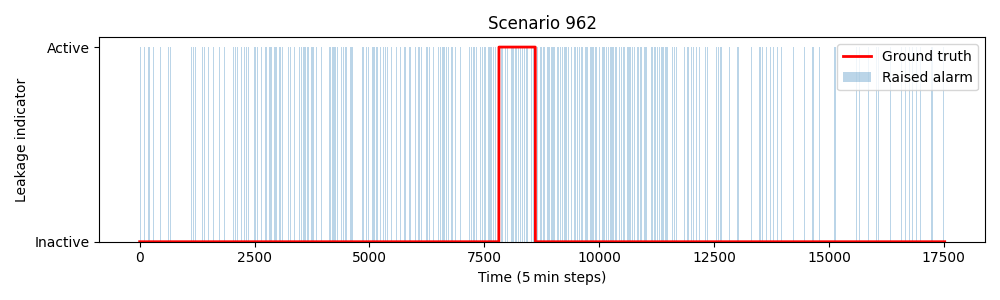 Scenario 962
Active
Inactive
Leakage indicator
Ground truth
Raised alarm
0 2500 5000 7500 10000 12500 15000 17500
Time (5 min steps)